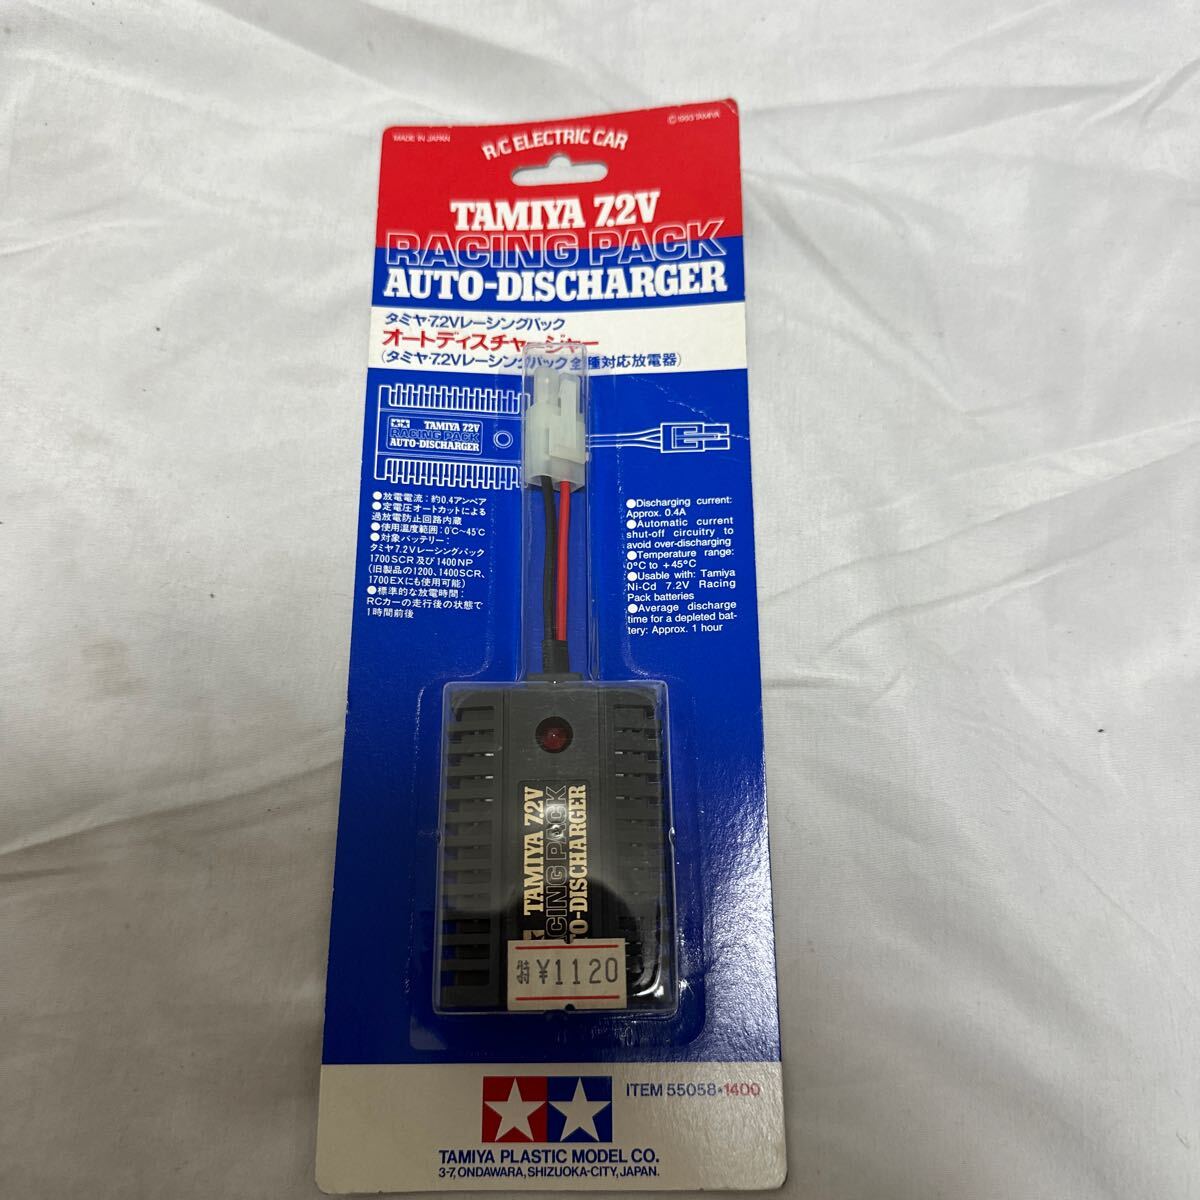 MADE IN JAPAN
©1993 TAMIYA
R/C ELECTRIC CAR
TAMIYA 7.2V
RACING PACK
AUTO-DISCHARGER
タミヤ・7.2Vレーシングパック
オートディスチャージャー
(タミヤ・7.2Vレーシングパック全種対応放電器)
TAMIYA 7.2V
RACING PACK
AUTO-DISCHARGER
●放電電流：約0.4アンペア
●定電圧オートカットによる
過放電防止回路内蔵
●使用温度範囲：0℃〜45℃
●対象バッテリー：
タミヤ7.2Vレーシングパック
1700SCR及び1400NP
(旧製品の1200、1400SCR、
1700EXにも使用可能)
●標準的な放電時間：
RCカーの走行後の状態で
1時間前後
●Discharging current:
Approx. 0.4A
●Automatic current
shut-off circuitry to
avoid over-discharging
●Temperature range:
0°C to +45°C
●Usable with: Tamiya
Ni-Cd 7.2V Racing
Pack batteries
●Average discharge
time for a depleted bat-
tery: Approx. 1 hour
TAMIYA 7.2V
CING PACK
TO-DISCHARGER
特 ¥1120
ITEM 55058★1400
TAMIYA PLASTIC MODEL CO.
3-7, ONDAWARA, SHIZUOKA-CITY, JAPAN.